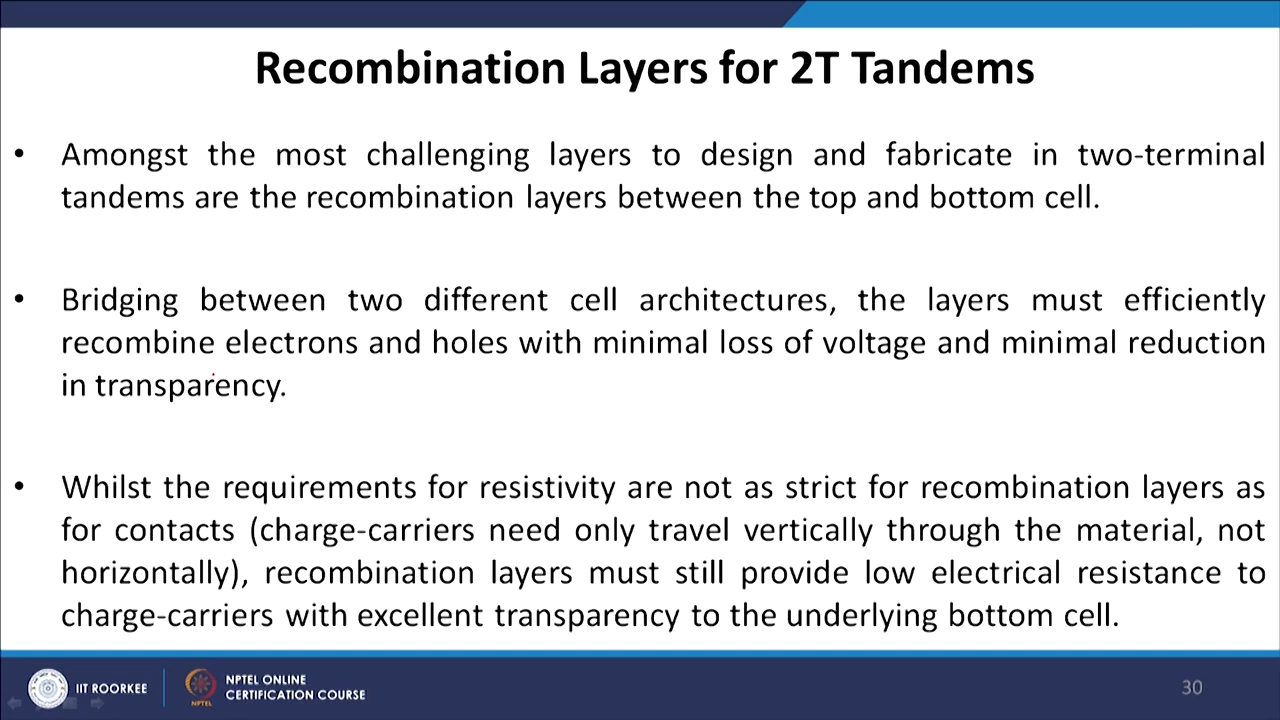 Recombination Layers for 2T Tandems
• Amongst the most challenging layers to design and fabricate in two-terminal
tandems are the recombination layers between the top and bottom cell.
• Bridging between two different cell architectures, the layers must efficiently
recombine electrons and holes with minimal loss of voltage and minimal reduction
in transparency.
• Whilst the requirements for resistivity are not as strict for recombination layers as
for contacts (charge-carriers need only travel vertically through the material, not
horizontally), recombination layers must still provide low electrical resistance to
charge-carriers with excellent transparency to the underlying bottom cell.
IIT ROORKEE
NPTEL
NPTEL ONLINE
CERTIFICATION COURSE
30